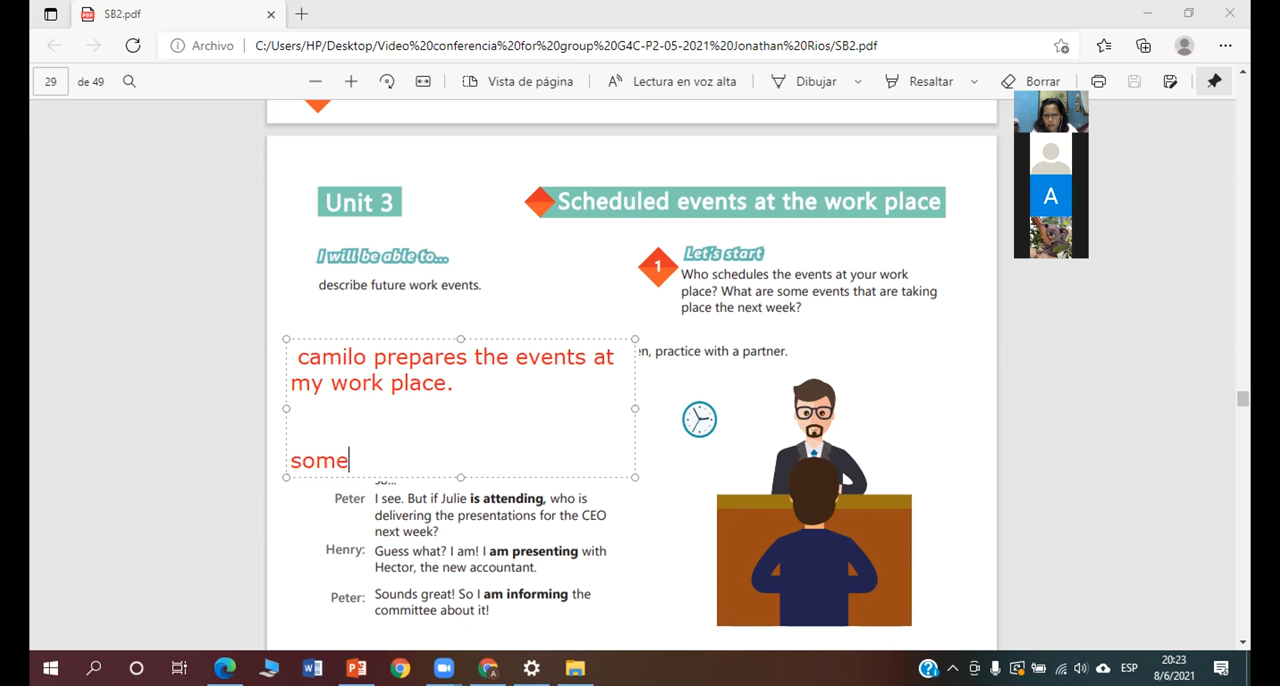 SB2.pdf
Archivo
C:/Users/HP/Desktop/Video%20conferencia%20for%20group%20G4C-P2-05-2021%20Jonathan%20Rios/SB2.pdf
29 de 49
Vista de página
Lectura en voz alta
Dibujar
Resaltar
Borrar
A
Unit 3
Scheduled events at the work place
I will be able to...
describe future work events.
1
Let's start
Who schedules the events at your work
place? What are some events that are taking
place the next week?
en, practice with a partner.
camilo prepares the events at
my work place.
some
so...
Peter I see. But if Julie is attending, who is
delivering the presentations for the CEO
next week?
Henry: Guess what? I am! I am presenting with
Hector, the new accountant.
Peter: Sounds great! So I am informing the
committee about it!
ESP
20:23
8/6/2021